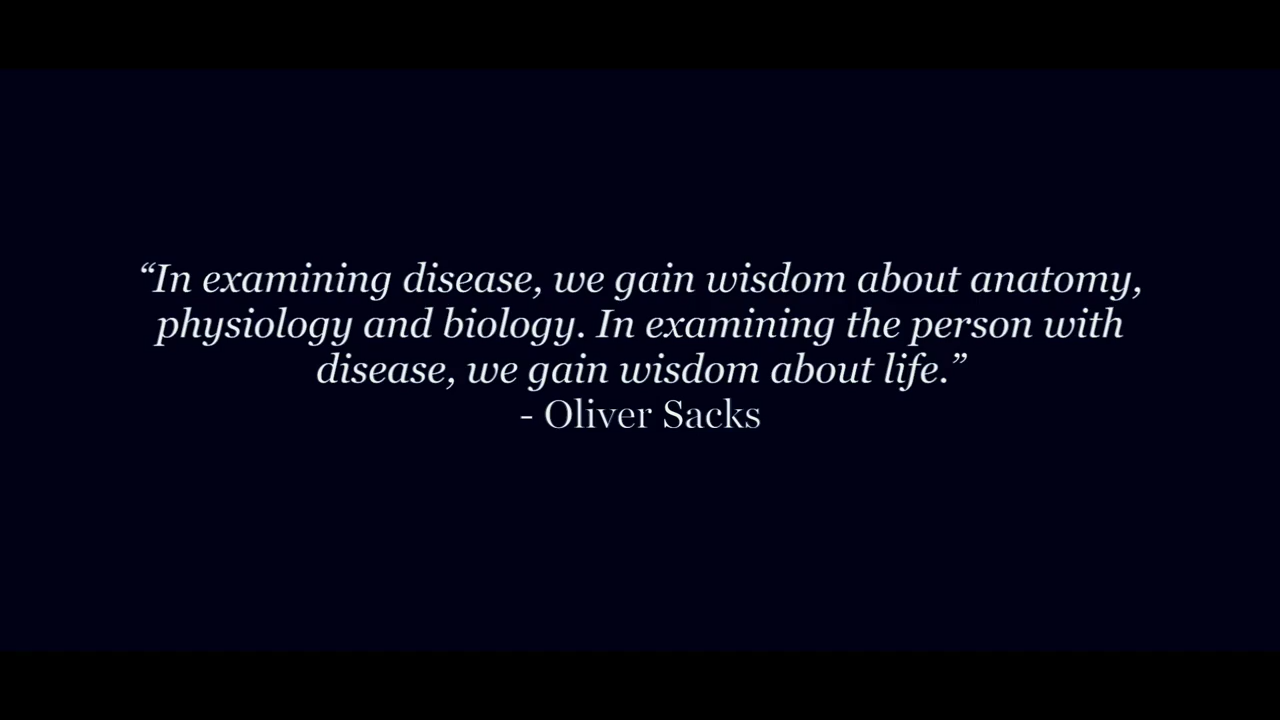 “In examining disease, we gain wisdom about anatomy,
physiology and biology. In examining the person with
disease, we gain wisdom about life.”
- Oliver Sacks